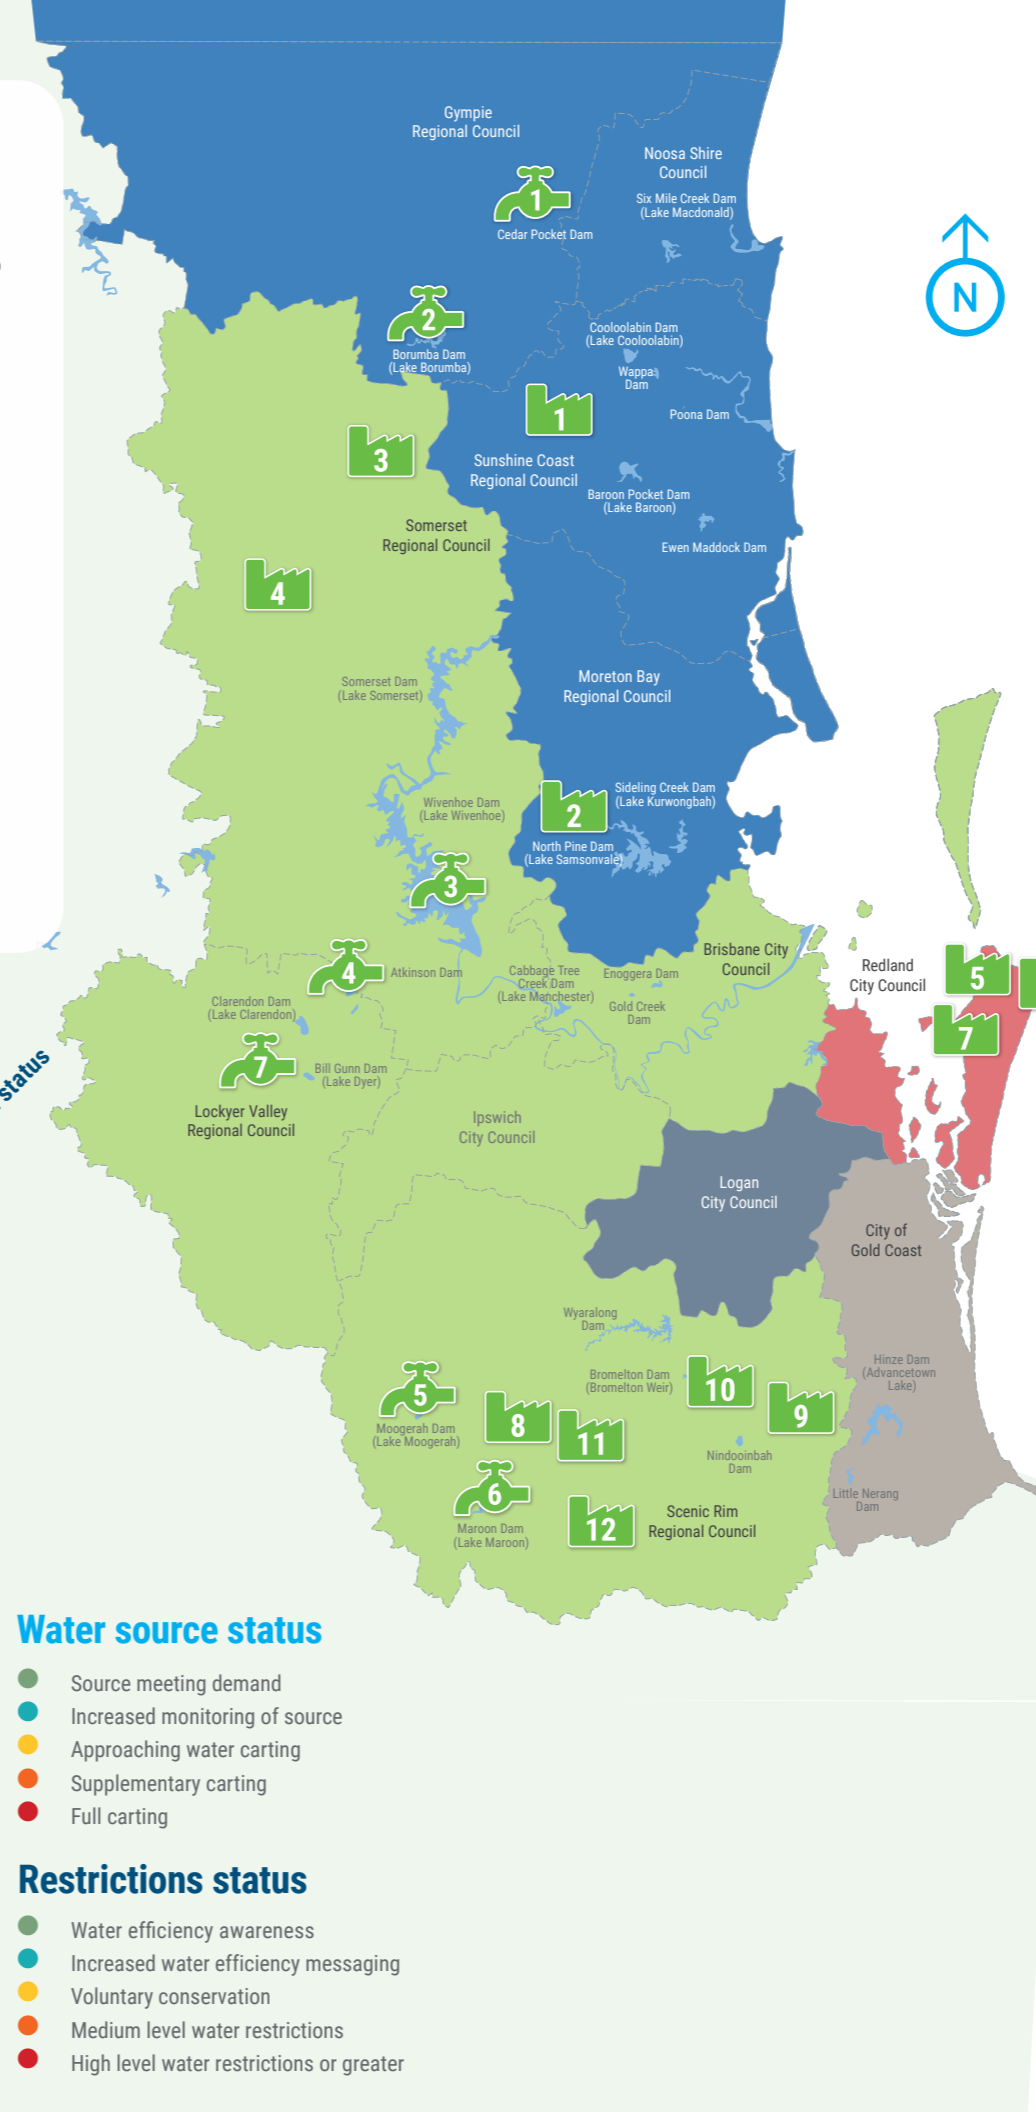 Gympie
Regional Council
Noosa Shire
Council
1
Six Mile Creek Dam
(Lake Macdonald)
Cedar Pocket Dam
N
2
Cooloolabin Dam
(Lake Cooloolabin)
Borumba Dam
(Lake Borumba)
Wappa
Dam
1
Poona Dam
3
Sunshine Coast
Regional Council
Baroon Pocket Dam
(Lake Baroon)
Somerset
Regional Council
Ewen Maddock Dam
4
Somerset Dam
(Lake Somerset)
Moreton Bay
Regional Council
Sideling Creek Dam
(Lake Kurwongbah)
Wivenhoe Dam
(Lake Wivenhoe)
2
North Pine Dam
(Lake Samsonvale)
3
Brisbane City
Council
Redland
City Council
4
Atkinson Dam
Cabbage Tree
Creek Dam
(Lake Manchester)
Enoggera Dam
5
Clarendon Dam
(Lake Clarendon)
Gold Creek
Dam
7
status
7
Bill Gunn Dam
(Lake Dyer)
Lockyer Valley
Regional Council
Ipswich
City Council
Logan
City Council
City of
Gold Coast
Wyaralong
Dam
Hinze Dam
(Advancetown
Lake)
Bromelton Dam
(Bromelton Weir)
10
5
9
Moogerah Dam
(Lake Moogerah)
8
11
Nindooinbah
Dam
6
Little Nerang
Dam
Maroon Dam
(Lake Maroon)
12
Scenic Rim
Regional Council
Water source status
Source meeting demand
Increased monitoring of source
Approaching water carting
Supplementary carting
Full carting
Restrictions status
Water efficiency awareness
Increased water efficiency messaging
Voluntary conservation
Medium level water restrictions
High level water restrictions or greater